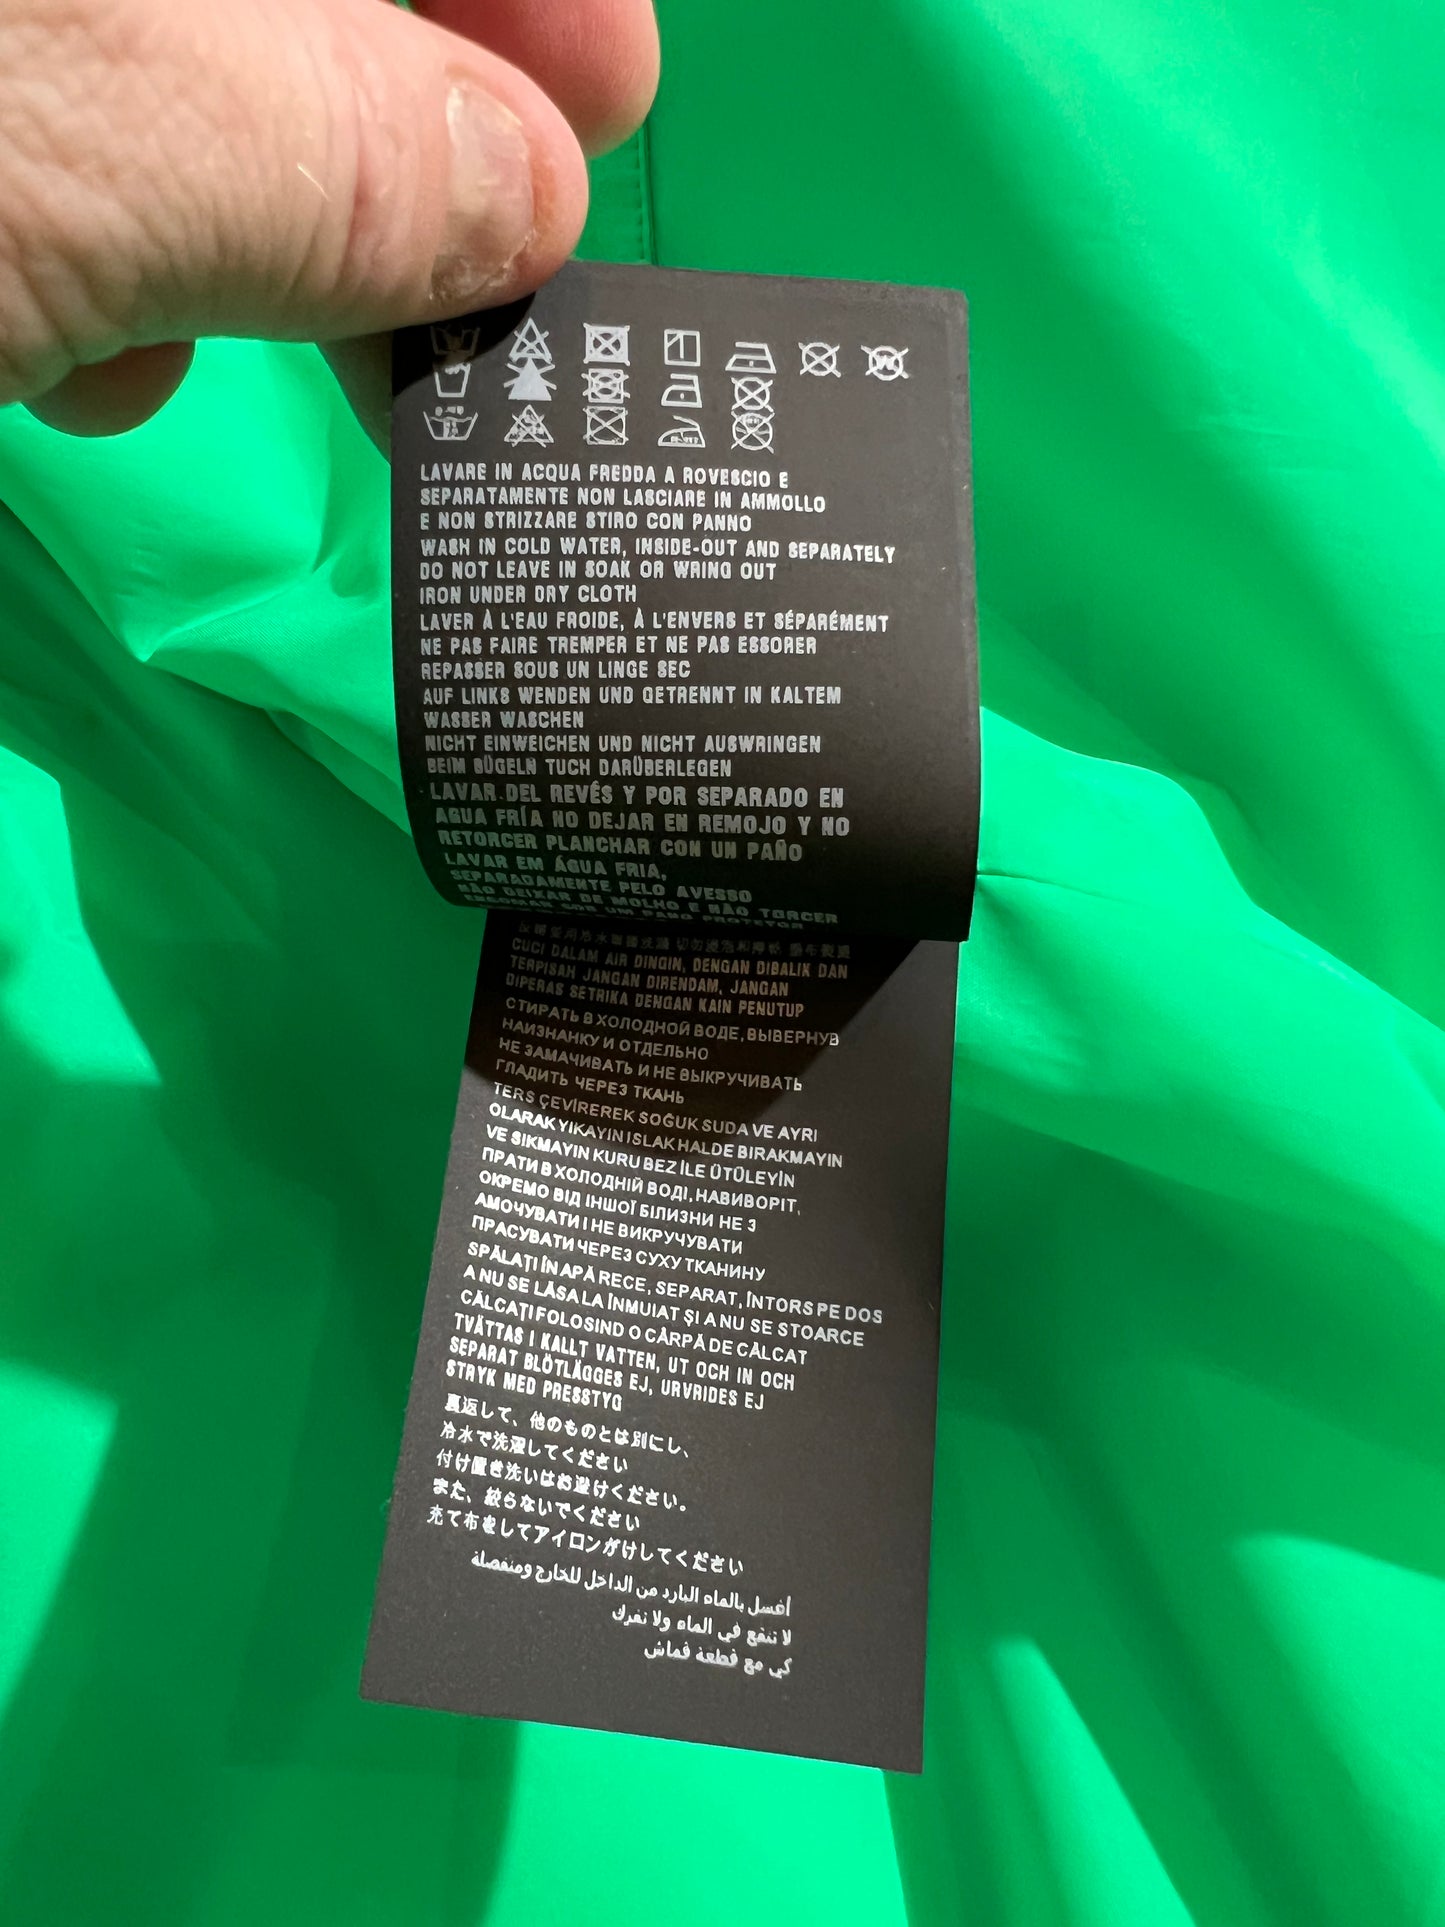 LAVARE IN ACQUA FREDDA A ROVESCIO E
SEPARATAMENTE NON LASCIARE IN AMMOLLO
E NON STRIZZARE STIRO CON PANNO
WASH IN COLD WATER, INSIDE-OUT AND SEPARATELY
DO NOT LEAVE IN SOAK OR WRING OUT
IRON UNDER DRY CLOTH
LAVER À L'EAU FROIDE, À L'ENVERS ET SÉPARÉMENT
NE PAS FAIRE TREMPER ET NE PAS ESSORER
REPASSER SOUS UN LINGE SEC
AUF LINKS WENDEN UND GETRENNT IN KALTEM
WASSER WASCHEN
NICHT EINWEICHEN UND NICHT AUSWRINGEN
BEIM BÜGELN TUCH DARÜBERLEGEN
LAVAR DEL REVÉS Y POR SEPARADO EN
AGUA FRÍA NO DEJAR EN REMOJO Y NO
RETORCER PLANCHAR CON UN PAÑO
LAVAR EM ÁGUA FRIA,
SEPARADAMENTE PELO AVESSO
NÃO DEIXAR DE MOLHO E NÃO TORCER
ENGOMAR SOB UM PANO PROTETOR
CUCI DALAM AIR DINGIN, DENGAN DIBALIK DAN
TERPISAH JANGAN DIRENDAM, JANGAN
DIPERAS SETRIKA DENGAN KAIN PENUTUP
СТИРАТЬ В ХОЛОДНОЙ ВОДЕ, ВЫВЕРНУВ
НАИЗНАНКУ И ОТДЕЛЬНО
НЕ ЗАМАЧИВАТЬ И НЕ ВЫКРУЧИВАТЬ
ГЛАДИТЬ ЧЕРЕЗ ТКАНЬ
TERS ÇEVİREREK SOĞUK SUDA VE AYRI
OLARAK YIKAYIN ISLAK HALDE BIRAKMAYIN
VE SIKMAYIN KURU BEZ İLE ÜTÜLEYİN
ПРАТИ В ХОЛОДНІЙ ВОДІ, НАВИВОРІТ,
ОКРЕМО ВІД ІНШОЇ БІЛИЗНИ НЕ З
АМОЧУВАТИ І НЕ ВИКРУЧУВАТИ
ПРАСУВАТИ ЧЕРЕЗ СУХУ ТКАНИНУ
SPĂLAȚI ÎN APĂ RECE, SEPARAT, ÎNTORS PE DOS
A NU SE LĂSA LA ÎNMUIAT ȘI A NU SE STOARCE
CĂLCAȚI FOLOSIND O CÂRPĂ DE CĂLCAT
TVÄTTAS I KALLT VATTEN, UT OCH IN OCH
SEPARAT BLÖTLÄGGES EJ, URVRIDES EJ
STRYK MED PRESSTYG
裏返して、他のものとは別にし、
冷水で洗濯してください
付け置き洗いはお避けください。
また、絞らないでください
充て布をしてアイロンがけしてください
أغسل بالماء البارد من الداخل للخارج ومنفصلة
لا تنقع في الماء ولا تفرك
كي مع قطعة قماش